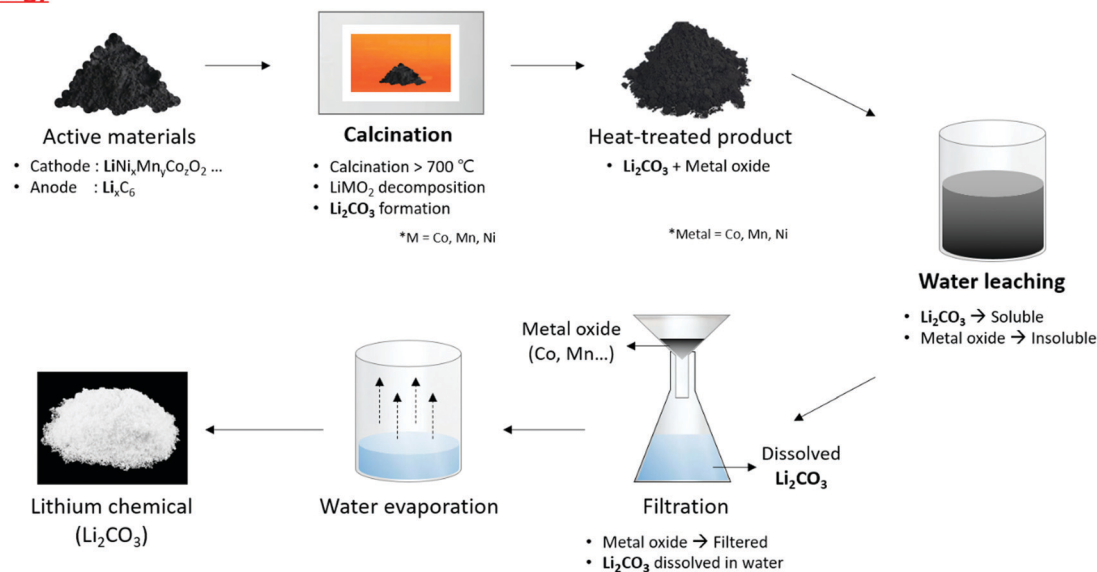 Active materials
• Cathode : LiNiₓMnᵧCo₂O₂ ...
• Anode : LiₓC₆
Calcination
• Calcination > 700 ℃
• LiMO₂ decomposition
• Li₂CO₃ formation
*M = Co, Mn, Ni
Heat-treated product
• Li₂CO₃ + Metal oxide
*Metal = Co, Mn, Ni
Water leaching
• Li₂CO₃ → Soluble
• Metal oxide → Insoluble
Metal oxide
(Co, Mn...)
Dissolved
Li₂CO₃
Filtration
• Metal oxide → Filtered
• Li₂CO₃ dissolved in water
Water evaporation
Lithium chemical
(Li₂CO₃)